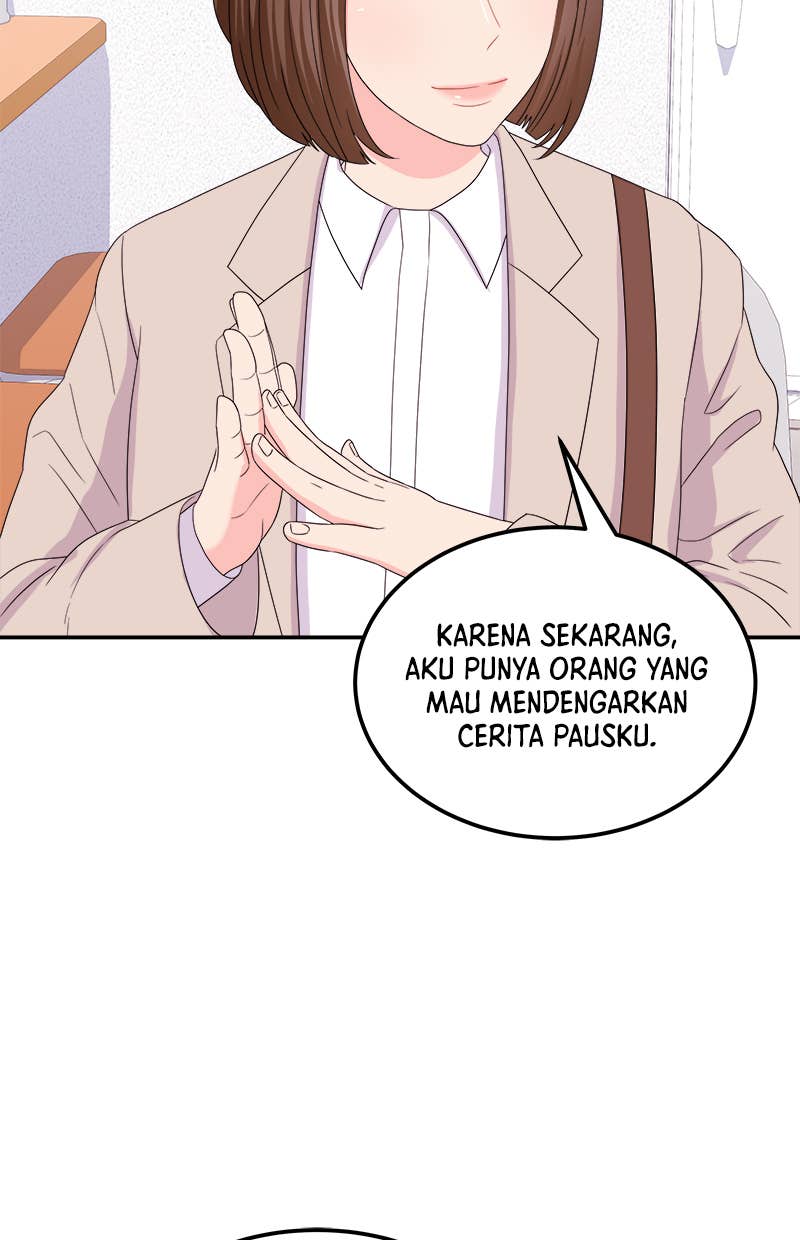 KARENA SEKARANG,
AKU PUNYA ORANG YANG
MAU MENDENGARKAN
CERITA PAUSKU.